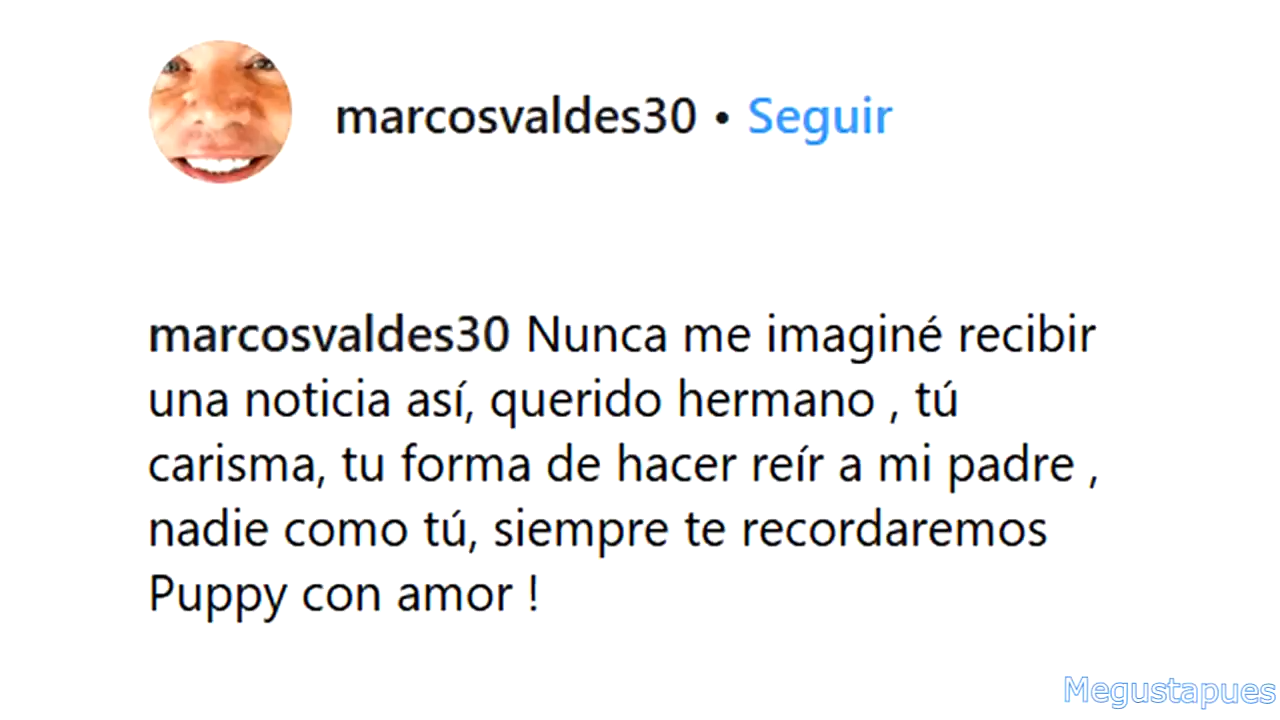 marcosvaldes30 • Seguir
marcosvaldes30 Nunca me imaginé recibir
una noticia así, querido hermano , tú
carisma, tu forma de hacer reír a mi padre ,
nadie como tú, siempre te recordaremos
Puppy con amor !
Megustapues